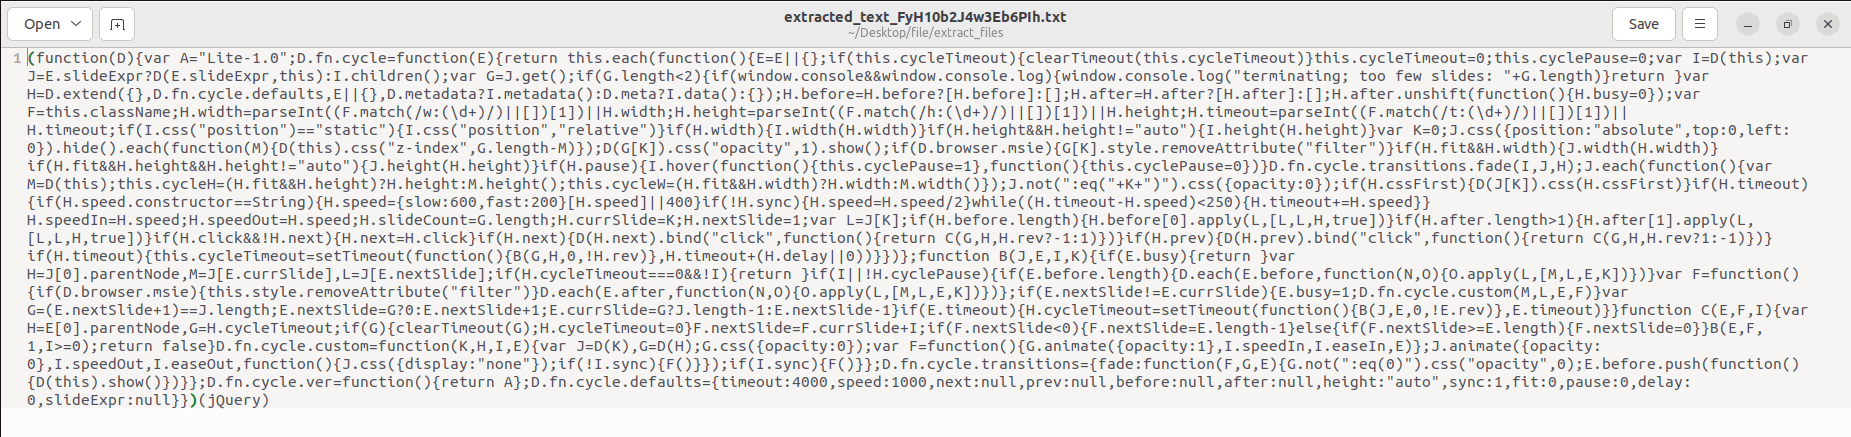 Open
extracted_text_FyH10b2J4w3Eb6PIh.txt
~/Desktop/file/extract_files
Save
1 (function(D){var A="Lite-1.0";D.fn.cycle=function(E){return this.each(function(){E=E||{};if(this.cycleTimeout){clearTimeout(this.cycleTimeout)}this.cycleTimeout=0;this.cyclePause=0;var I=D(this);var
J=E.slideExpr?D(E.slideExpr,this):I.children();var G=J.get();if(G.length<2){if(window.console&&window.console.log){window.console.log("terminating; too few slides: "+G.length)}return }var
H=D.extend({},D.fn.cycle.defaults,E||{},D.metadata?I.metadata():D.meta?I.data():{});H.before=H.before?[H.before]:[];H.after=H.after?[H.after]:[];H.after.unshift(function(){H.busy=0});var
F=this.className;H.width=parseInt((F.match(/w:(\d+)/)||[])[1])||H.width;H.height=parseInt((F.match(/h:(\d+)/)||[])[1])||H.height;H.timeout=parseInt((F.match(/t:(\d+)/)||[])[1])||
H.timeout;if(I.css("position")=="static"){I.css("position","relative")}if(H.width){I.width(H.width)}if(H.height&&H.height!="auto"){I.height(H.height)}var K=0;J.css({position:"absolute",top:0,left:
0}).hide().each(function(M){D(this).css("z-index",G.length-M)});D(G[K]).css("opacity",1).show();if(D.browser.msie){G[K].style.removeAttribute("filter")}if(H.fit&&H.width){J.width(H.width)}
if(H.fit&&H.height&&H.height!="auto"){J.height(H.height)}if(H.pause){I.hover(function(){this.cyclePause=1},function(){this.cyclePause=0})}D.fn.cycle.transitions.fade(I,J,H);J.each(function(){var
M=D(this);this.cycleH=(H.fit&&H.height)?H.height:M.height();this.cycleW=(H.fit&&H.width)?H.width:M.width()});J.not(":eq("+K+")").css({opacity:0});if(H.cssFirst){D(J[K]).css(H.cssFirst)}if(H.timeout)
{if(H.speed.constructor==String){H.speed={slow:600,fast:200}[H.speed]||400}if(!H.sync){H.speed=H.speed/2}while((H.timeout-H.speed)<250){H.timeout+=H.speed}}
H.speedIn=H.speed;H.speedOut=H.speed;H.slideCount=G.length;H.currSlide=K;H.nextSlide=1;var L=J[K];if(H.before.length){H.before[0].apply(L,[L,L,H,true])}if(H.after.length>1){H.after[1].apply(L,
[L,L,H,true])}if(H.click&&!H.next){H.next=H.click}if(H.next){D(H.next).bind("click",function(){return C(G,H,H.rev?-1:1)})}if(H.prev){D(H.prev).bind("click",function(){return C(G,H,H.rev?1:-1)})}
if(H.timeout){this.cycleTimeout=setTimeout(function(){B(G,H,0,!H.rev)},H.timeout+(H.delay||0))}})};function B(J,E,I,K){if(E.busy){return }var
H=J[0].parentNode,M=J[E.currSlide],L=J[E.nextSlide];if(H.cycleTimeout===0&&!I){return }if(I||!H.cyclePause){if(E.before.length){D.each(E.before,function(N,O){O.apply(L,[M,L,E,K])})}var F=function()
{if(D.browser.msie){this.style.removeAttribute("filter")}D.each(E.after,function(N,O){O.apply(L,[M,L,E,K])})};if(E.nextSlide!=E.currSlide){E.busy=1;D.fn.cycle.custom(M,L,E,F)}var
G=(E.nextSlide+1)==J.length;E.nextSlide=G?0:E.nextSlide+1;E.currSlide=G?J.length-1:E.nextSlide-1}if(E.timeout){H.cycleTimeout=setTimeout(function(){B(J,E,0,!E.rev)},E.timeout)}}function C(E,F,I){var
H=E[0].parentNode,G=H.cycleTimeout;if(G){clearTimeout(G);H.cycleTimeout=0}F.nextSlide=F.currSlide+I;if(F.nextSlide<0){F.nextSlide=E.length-1}else{if(F.nextSlide>=E.length){F.nextSlide=0}}B(E,F,
1,I>=0);return false}D.fn.cycle.custom=function(K,H,I,E){var J=D(K),G=D(H);G.css({opacity:0});var F=function(){G.animate({opacity:1},I.speedIn,I.easeIn,E)};J.animate({opacity:
0},I.speedOut,I.easeOut,function(){J.css({display:"none"});if(!I.sync){F()}});if(I.sync){F()}};D.fn.cycle.transitions={fade:function(F,G,E){G.not(":eq(0)").css("opacity",0);E.before.push(function()
{D(this).show()})}};D.fn.cycle.ver=function(){return A};D.fn.cycle.defaults={timeout:4000,speed:1000,next:null,prev:null,before:null,after:null,height:"auto",sync:1,fit:0,pause:0,delay:
0,slideExpr:null}})(jQuery)